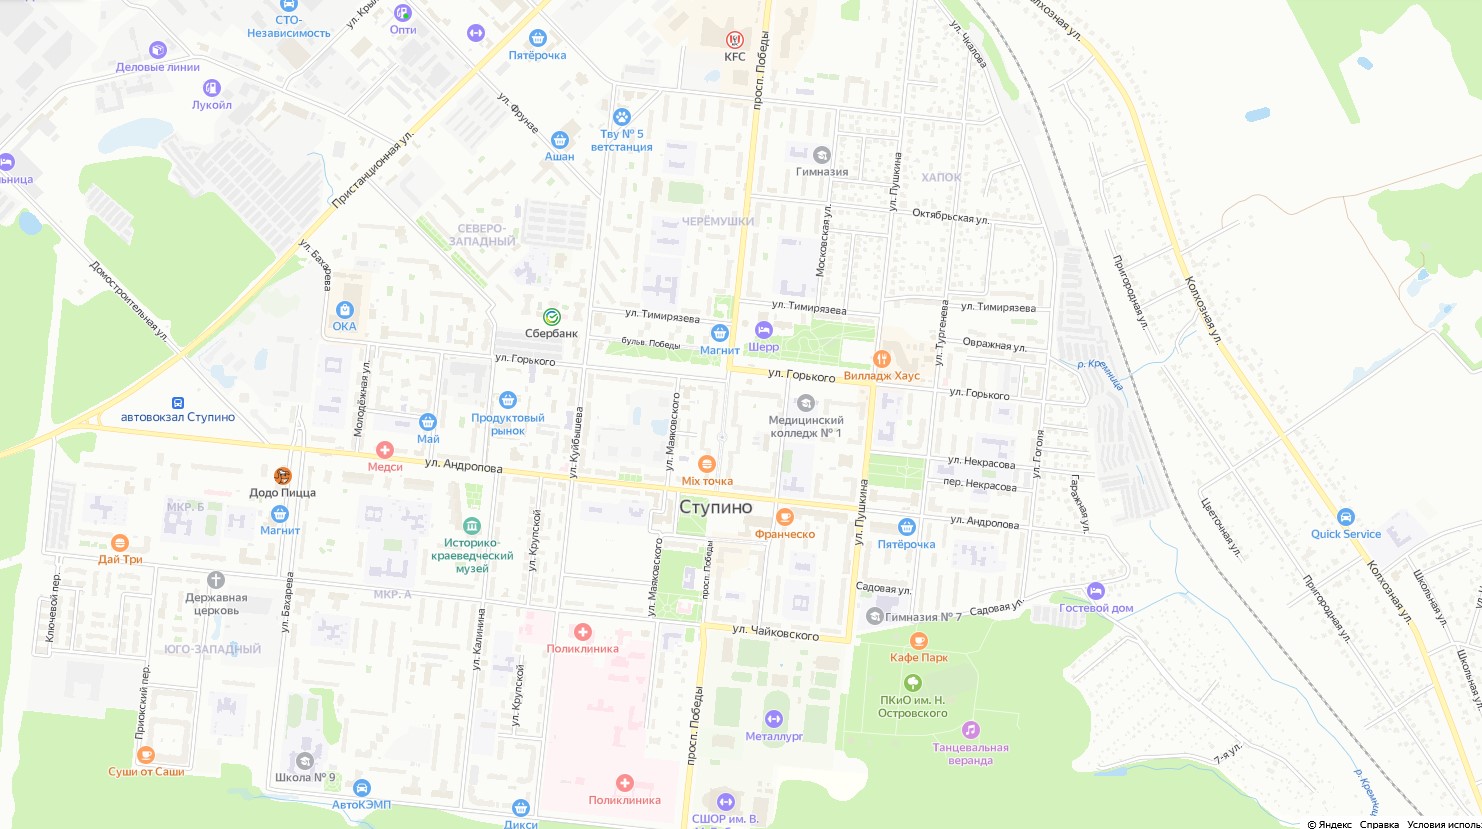 СТО-
Независимость
ул. Кры
Опти
Пятёрочка
KFC
просп. Победы
ул. Чкалова
Колхозная ул.
Деловые линии
Лукойл
ул. Фрунзе
Тву № 5
ветстанция
Ашан
Пристанционная ул.
льница
Гимназия
ул. Пушкина
ХАПОК
Октябрьская ул.
Московская ул.
ЧЕРЁМУШКИ
СЕВЕРО-
ЗАПАДНЫЙ
ул. Бахарева
Домостроительная ул.
Пригородная ул.
Колхозная ул.
ОКА
Сбербанк
ул. Тимирязева
ул. Тимирязева
ул. Тимирязева
бульв. Победы
Магнит
Шерр
ул. Тургенева
Овражная ул.
ул. Горького
ул. Горького
Вилладж Хаус
р. Кремница
ул. Горького
автовокзал Ступино
Молодёжная ул.
Май
Продуктовый
рынок
ул. Куйбышева
ул. Маяковского
Медицинский
колледж № 1
Медси
ул. Андропова
Mix точка
ул. Некрасова
пер. Некрасова
ул. Гоголя
Гаражная ул.
Додо Пицца
МКР. Б
Магнит
Ступино
Франческо
ул. Пушкина
Пятёрочка
ул. Андропова
Цветочная ул.
Quick Service
Дай Три
Историко-
краеведческий
музей
ул. Крупской
ул. Маяковского
просп. Победы
Ключевой пер.
Державная
церковь
ул. Бахарева
МКР. А
Садовая ул.
Садовая ул.
Гостевой дом
Гимназия № 7
Пригородная ул.
Колхозная ул.
Школьная ул.
ЮГО-ЗАПАДНЫЙ
ул. Калинина
Поликлиника
ул. Чайковского
Кафе Парк
ПКиО им. Н.
Островского
Приокский пер.
ул. Крупской
просп. Победы
Металлург
Танцевальная
веранда
7-я ул.
Школьная ул.
Суши от Саши
Школа № 9
АвтоКЭМП
Дикси
Поликлиника
СШОР им. В.
р. Кремни
© Яндекс Справка Условия исполь